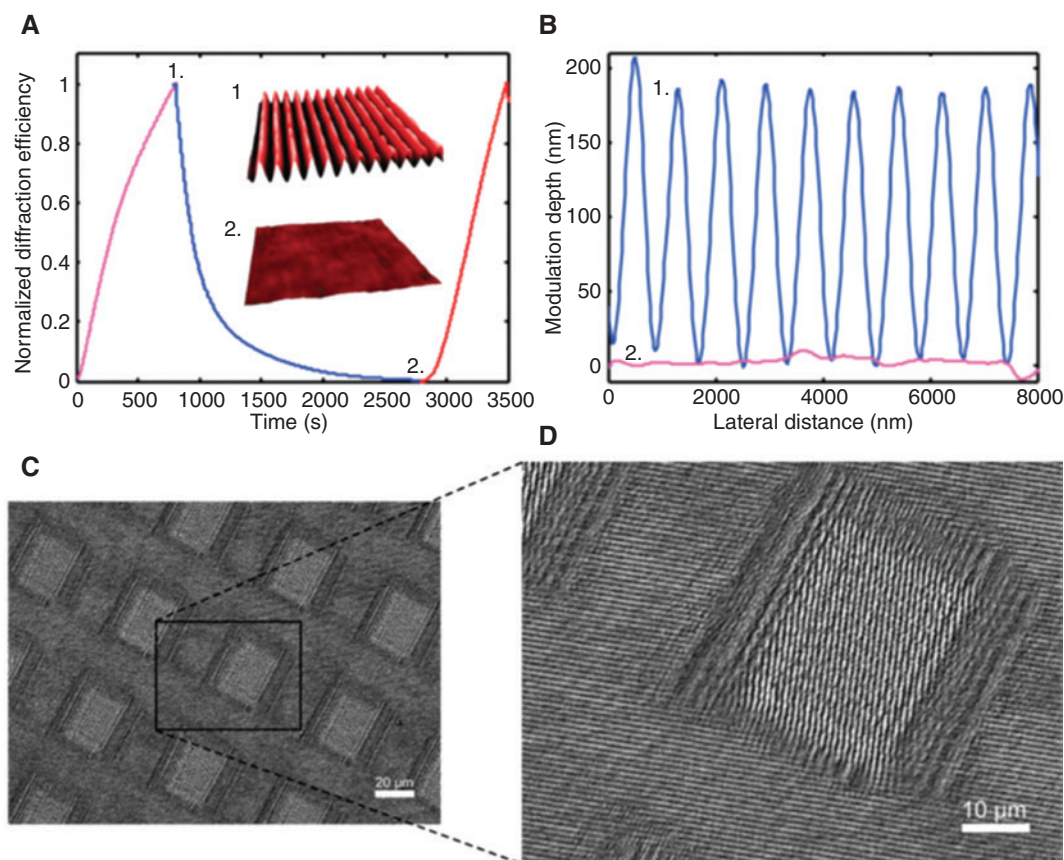 A
Normalized diffraction efficiency
1
0.8
0.6
0.4
0.2
0
0 500 1000 1500 2000 2500 3000 3500
Time (s)
1.
1
2.
2.
B
Modulation depth (nm)
200
150
100
50
0
0 2000 4000 6000 8000
Lateral distance (nm)
1.
2.
C
20 µm
D
10 µm